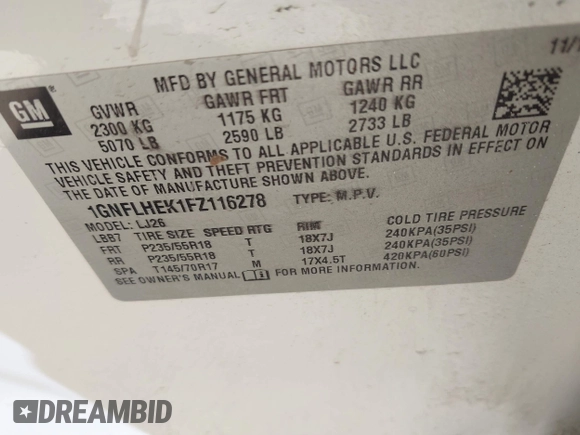 11/
MFD BY GENERAL MOTORS LLC
GM
GVWR GAWR FRT GAWR RR
2300 KG 1175 KG 1240 KG
5070 LB 2590 LB 2733 LB
THIS VEHICLE CONFORMS TO ALL APPLICABLE U.S. FEDERAL MOTOR
VEHICLE SAFETY AND THEFT PREVENTION STANDARDS IN EFFECT ON
THE DATE OF MANUFACTURE SHOWN ABOVE.
1GNFLHEK1FZ116278 TYPE: M.P.V.
MODEL: LJ26
LBB7 TIRE SIZE SPEED RTG RIM COLD TIRE PRESSURE
FRT P235/55R18 T 18X7J 240KPA(35PSI)
RR P235/55R18 T 18X7J 240KPA(35PSI)
SPA T145/70R17 M 17X4.5T 420KPA(60PSI)
SEE OWNER'S MANUAL FOR MORE INFORMATION.
DREAMBID